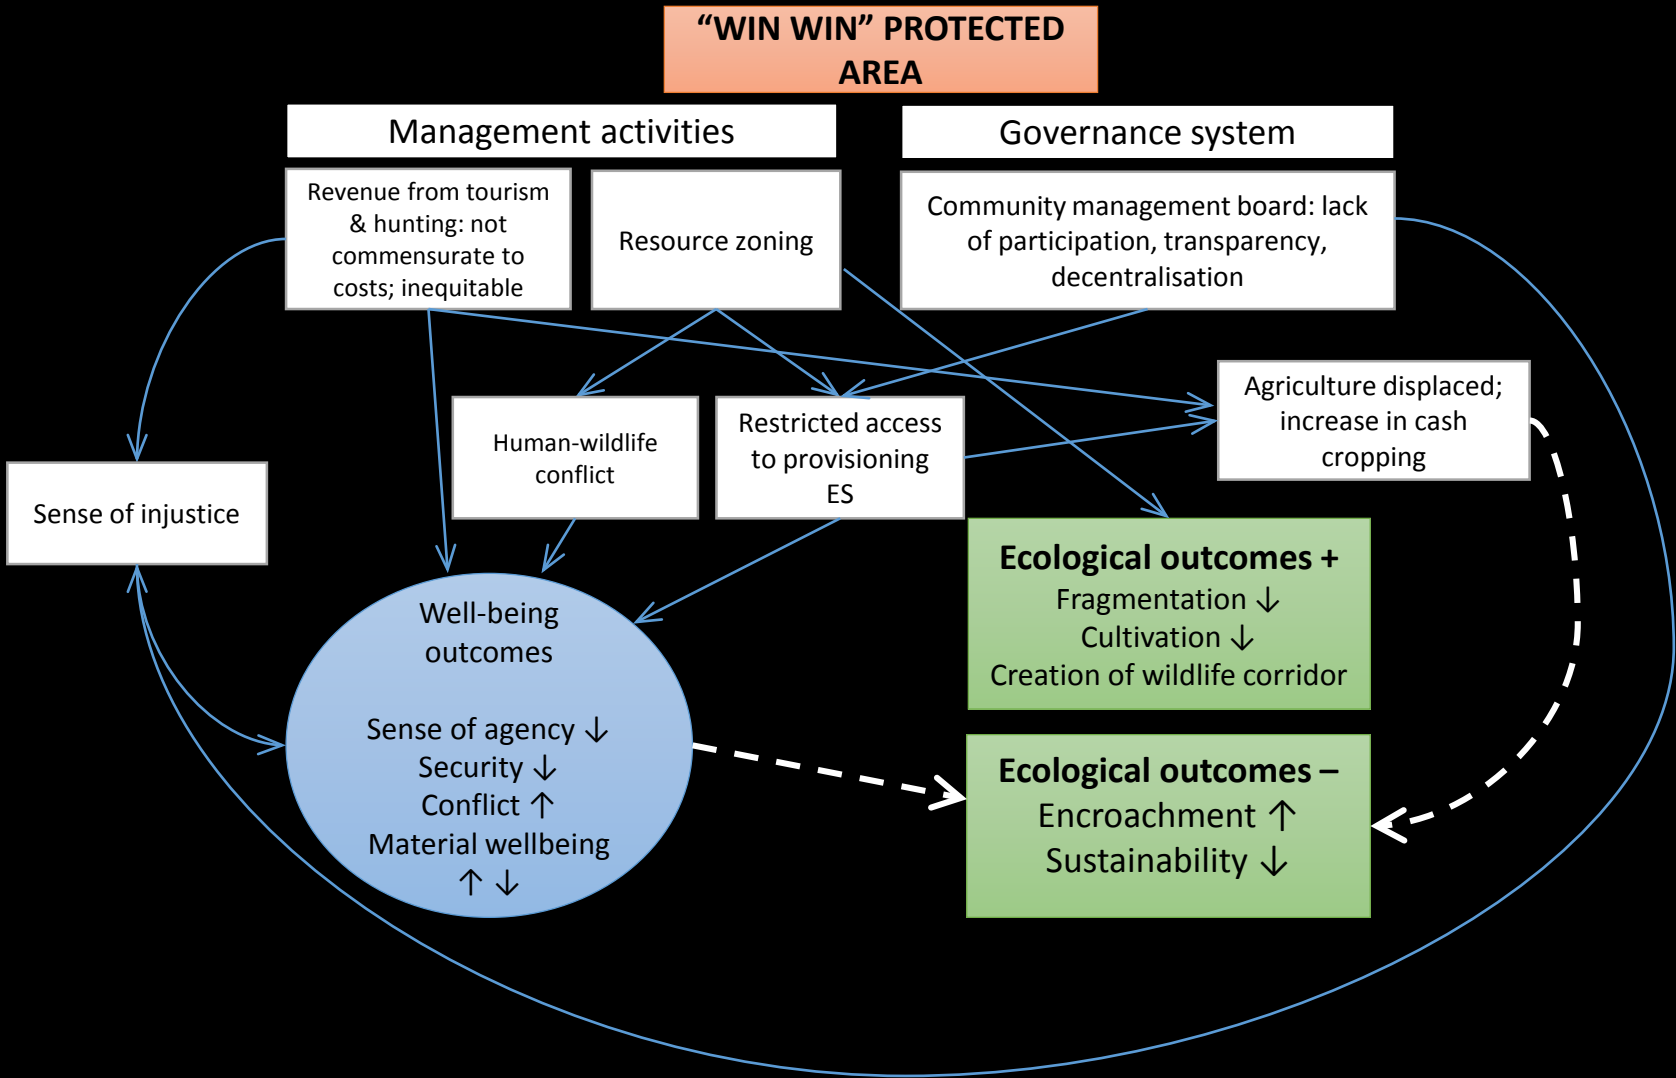 “WIN WIN” PROTECTED
AREA
Management activities
Governance system
Revenue from tourism
& hunting: not
commensurate to
costs; inequitable
Resource zoning
Community management board: lack
of participation, transparency,
decentralisation
Human-wildlife
conflict
Restricted access
to provisioning
ES
Agriculture displaced;
increase in cash
cropping
Sense of injustice
Ecological outcomes +
Fragmentation ↓
Cultivation ↓
Creation of wildlife corridor
Well-being
outcomes
Sense of agency ↓
Security ↓
Conflict ↑
Material wellbeing
↑ ↓
Ecological outcomes –
Encroachment ↑
Sustainability ↓